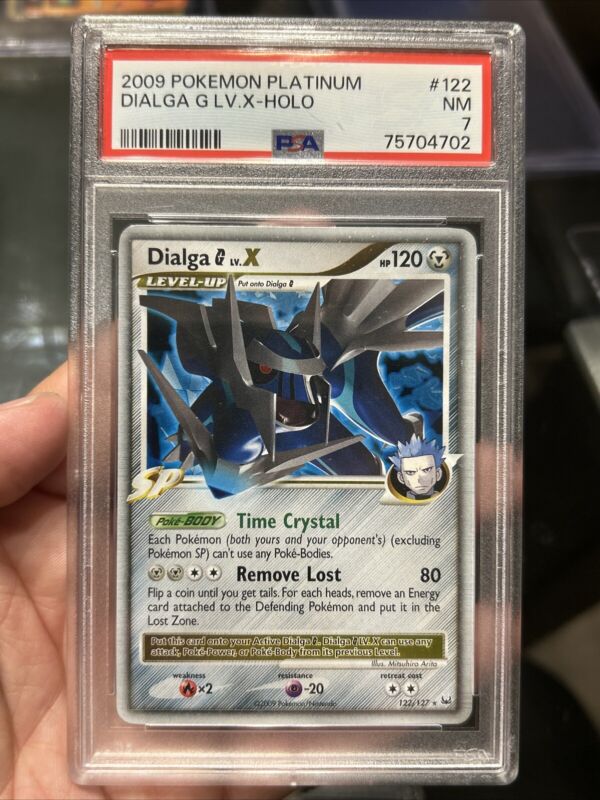 2009 POKEMON PLATINUM #122
DIALGA G LV.X-HOLO NM
7
PSA 75704702
Dialga G LV.X HP120
LEVEL-UP Put onto Dialga G
SP
Poké-BODY Time Crystal
Each Pokémon (both yours and your opponent's) (excluding
Pokémon SP) can't use any Poké-Bodies.
Remove Lost 80
Flip a coin until you get tails. For each heads, remove an Energy
card attached to the Defending Pokémon and put it in the
Lost Zone.
Put this card onto your Active Dialga G. Dialga G LV.X can use any
attack, Poké-Power, or Poké-Body from its previous Level.
Illus. Mitsuhiro Arita
weakness resistance retreat cost
×2 -20
©2009 Pokémon/Nintendo 122/127